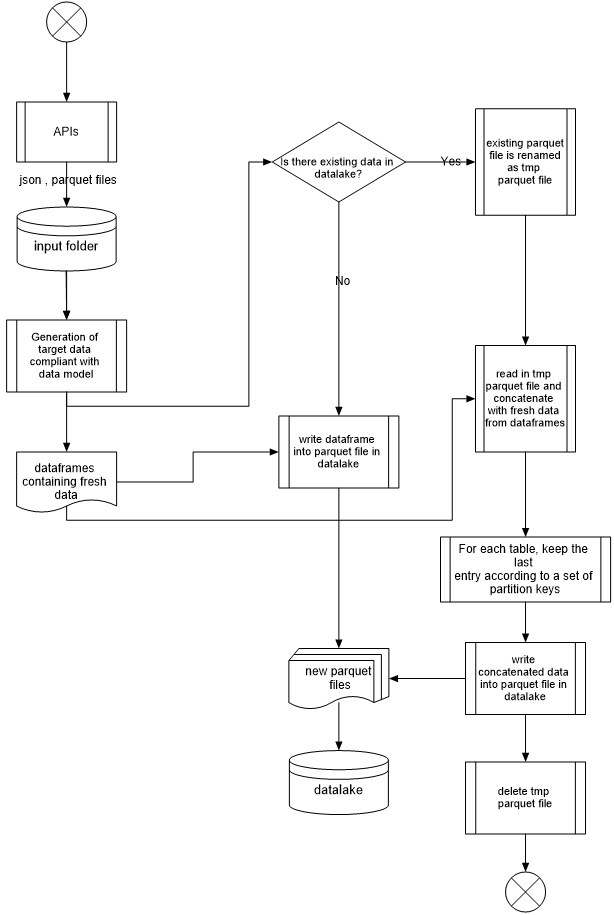 APIs
json , parquet files
input folder
Generation of
target data
compliant with
data model
dataframes
containing fresh
data
Is there existing data in
datalake?
Yes
No
existing parquet
file is renamed
as tmp
parquet file
write dataframe
into parquet file in
datalake
read in tmp
parquet file and
concatenate
with fresh data
from dataframes
For each table, keep the
last
entry according to a set of
partition keys
write
concatenated data
into parquet file in
datalake
new parquet
files
datalake
delete tmp
parquet file